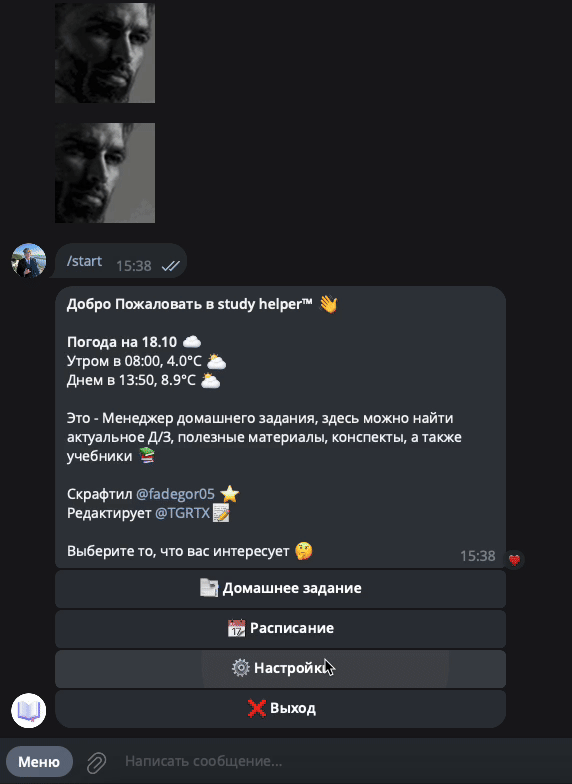 /start 15:38
Добро Пожаловать в study helper™ 👋
Погода на 18.10 ☁️
Утром в 08:00, 4.0°C 🌥
Днем в 13:50, 8.9°C 🌥
Это - Менеджер домашнего задания, здесь можно найти
актуальное Д/З, полезные материалы, конспекты, а также
учебники 📚
Скрафтил @fadegor05 ⭐
Редактирует @TGRTX 📝
Выберите то, что вас интересует 🤔
15:38
Домашнее задание
📆 Расписание
⚙️ Настройки
❌ Выход
Меню
Написать сообщение...